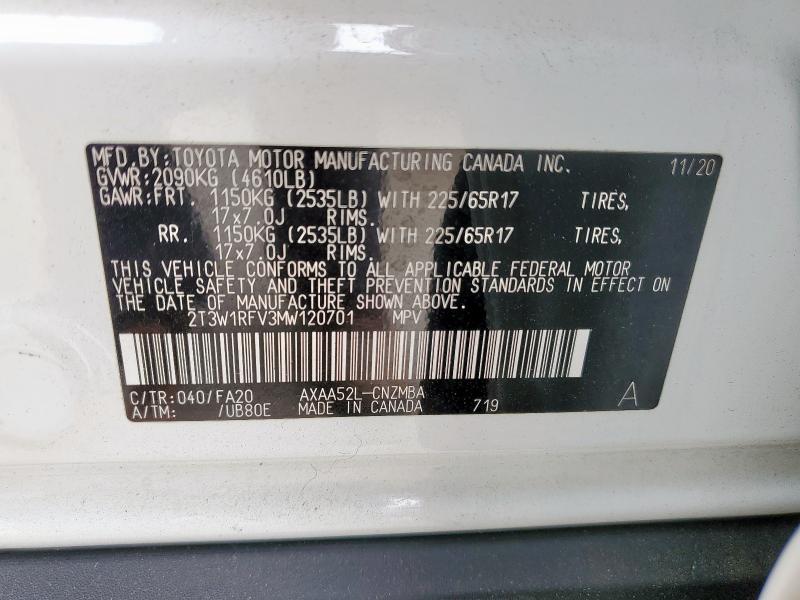 MFD.BY:TOYOTA MOTOR MANUFACTURING CANADA INC. 11/20
GVWR:2090KG (4610LB)
GAWR:FRT. 1150KG (2535LB) WITH 225/65R17 TIRES,
17x7.0J RIMS.
RR. 1150KG (2535LB) WITH 225/65R17 TIRES,
17x7.0J RIMS.
THIS VEHICLE CONFORMS TO ALL APPLICABLE FEDERAL MOTOR
VEHICLE SAFETY AND THEFT PREVENTION STANDARDS IN EFFECT ON
THE DATE OF MANUFACTURE SHOWN ABOVE.
2T3W1RFV3MW120701 MPV
C/TR:040/FA20 AXAA52L-CNZMBA
A/TM: /UB80E MADE IN CANADA 719 A